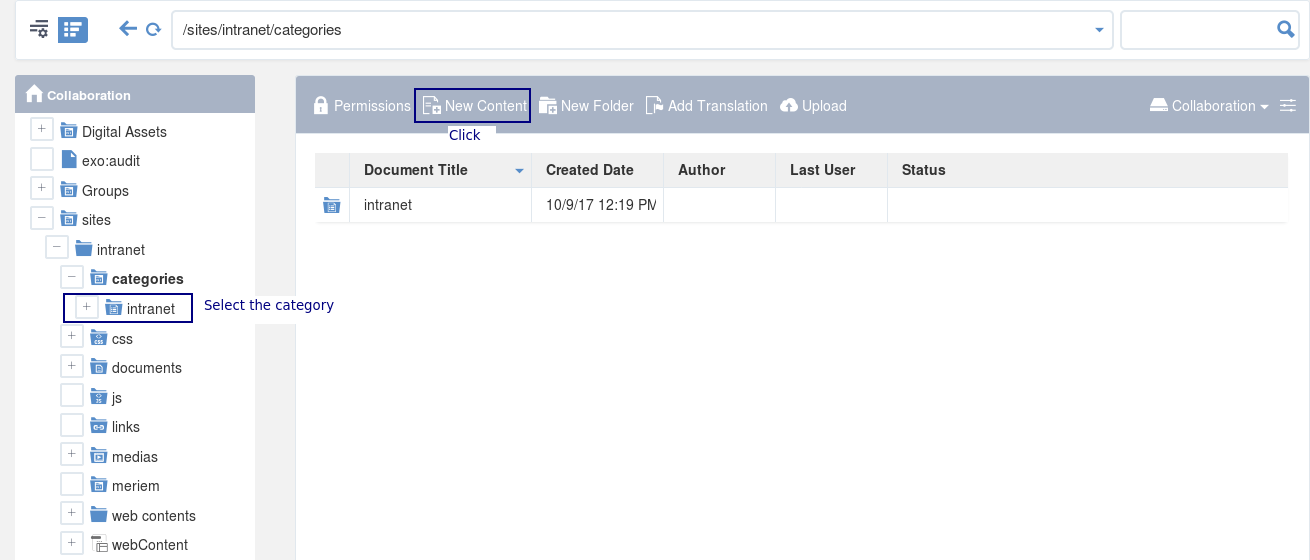 /sites/intranet/categories
Collaboration
Permissions New Content New Folder Add Translation Upload Collaboration
Click
Digital Assets
exo:audit
Groups
sites
intranet
categories
intranet
Select the category
css
documents
js
links
medias
meriem
web contents
webContent
Document Title Created Date Author Last User Status
intranet 10/9/17 12:19 PM